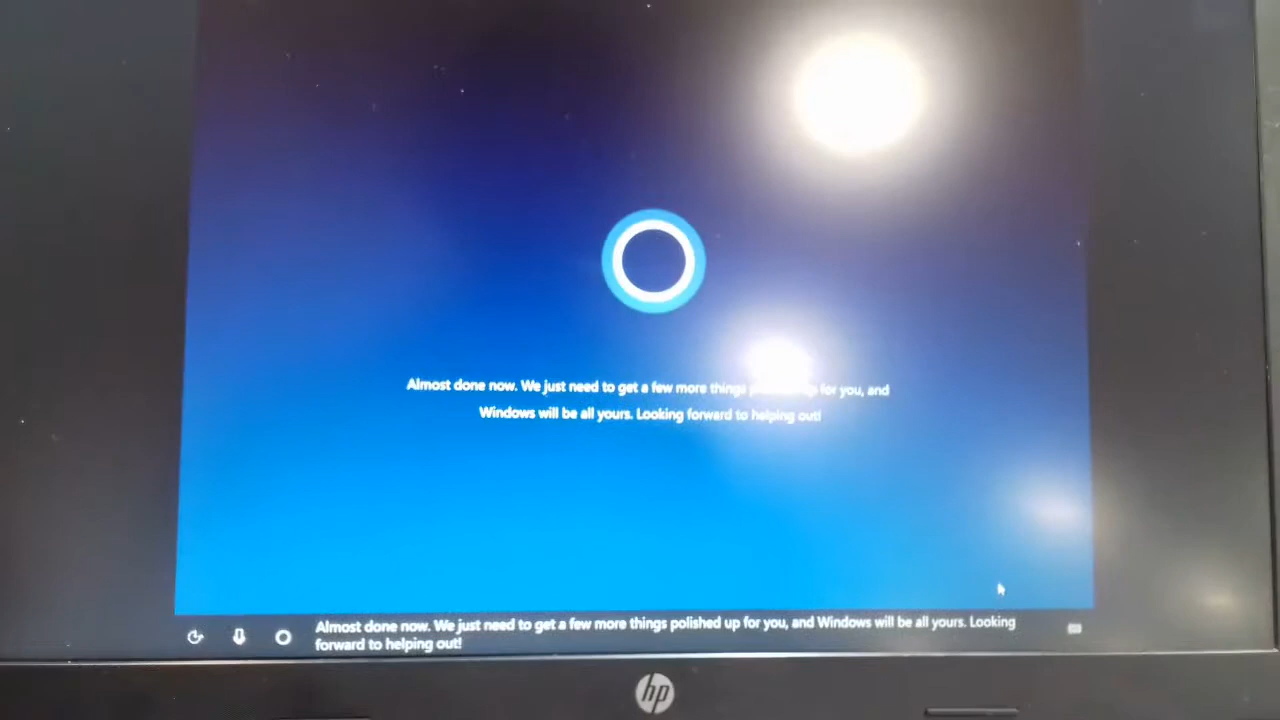 Almost done now. We just need to get a few more things up for you, and
Windows will be all yours. Looking forward to helping out!
Almost done now. We just need to get a few more things polished up for you, and Windows will be all yours. Looking
forward to helping out!
hp